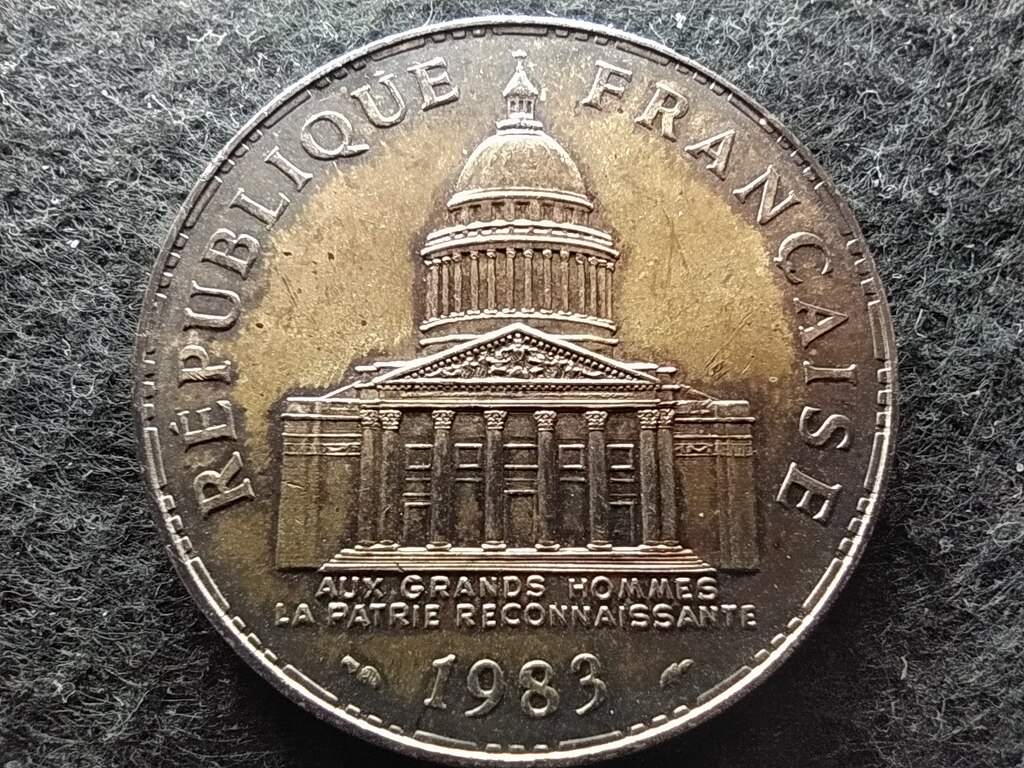 RÉPUBLIQUE FRANÇAISE
AUX GRANDS HOMMES
LA PATRIE RECONNAISSANTE
1983